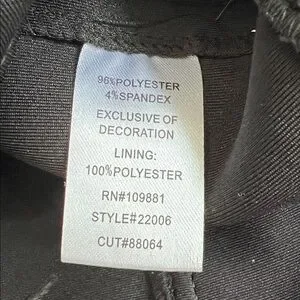 96%POLYESTER
4%SPANDEX
EXCLUSIVE OF
DECORATION
LINING:
100%POLYESTER
RN#109881
STYLE#22006
CUT#88064